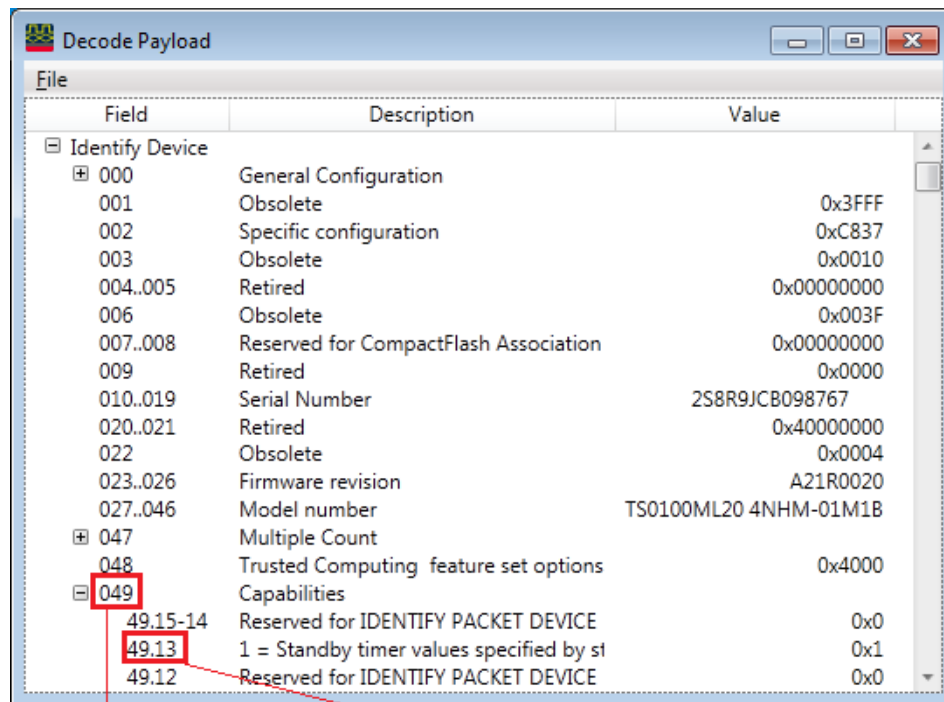 Decode Payload
File
Field Description Value
Identify Device
000 General Configuration
001 Obsolete 0x3FFF
002 Specific configuration 0xC837
003 Obsolete 0x0010
004..005 Retired 0x00000000
006 Obsolete 0x003F
007..008 Reserved for CompactFlash Association 0x00000000
009 Retired 0x0000
010..019 Serial Number 2S8R9JCB098767
020..021 Retired 0x40000000
022 Obsolete 0x0004
023..026 Firmware revision A21R0020
027..046 Model number TS0100ML20 4NHM-01M1B
047 Multiple Count
048 Trusted Computing feature set options 0x4000
049 Capabilities
49.15-14 Reserved for IDENTIFY PACKET DEVICE 0x0
49.13 1 = Standby timer values specified by st 0x1
49.12 Reserved for IDENTIFY PACKET DEVICE 0x0